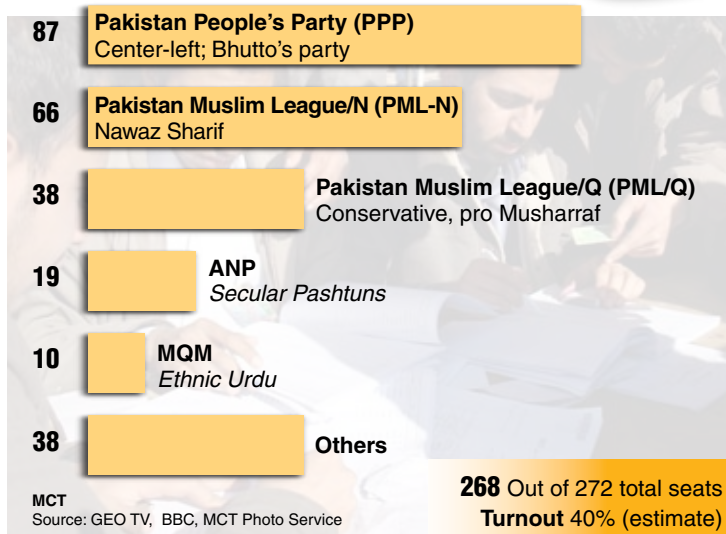 87
Pakistan People's Party (PPP)
Center-left; Bhutto's party
66
Pakistan Muslim League/N (PML-N)
Nawaz Sharif
38
Pakistan Muslim League/Q (PML/Q)
Conservative, pro Musharraf
19
ANP
Secular Pashtuns
10
MQM
Ethnic Urdu
38
Others
MCT
Source: GEO TV, BBC, MCT Photo Service
268 Out of 272 total seats
Turnout 40% (estimate)